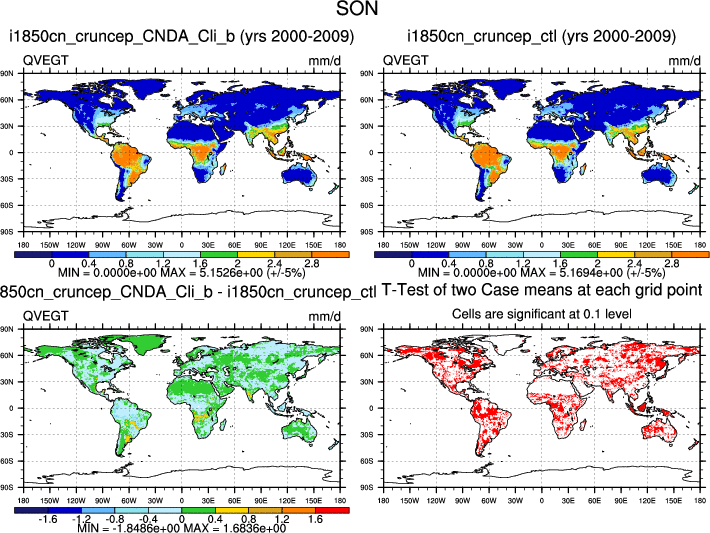 SON
i1850cn_cruncep_CNDA_Cli_b (yrs 2000-2009)
QVEGT mm/d
90N
60N
30N
0
30S
60S
90S
180 150W 120W 90W 60W 30W 0 30E 60E 90E 120E 150E 180
0 0.4 0.8 1.2 1.6 2 2.4 2.8
MIN = 0.0000e+00 MAX = 5.1526e+00 (+/-5%)
i1850cn_cruncep_ctl (yrs 2000-2009)
QVEGT mm/d
90N
60N
30N
0
30S
60S
90S
180 150W 120W 90W 60W 30W 0 30E 60E 90E 120E 150E 180
0 0.4 0.8 1.2 1.6 2 2.4 2.8
MIN = 0.0000e+00 MAX = 5.1694e+00 (+/-5%)
850cn_cruncep_CNDA_Cli_b - i1850cn_cruncep_ctl
QVEGT mm/d
90N
60N
30N
0
30S
60S
90S
180 150W 120W 90W 60W 30W 0 30E 60E 90E 120E 150E 180
-1.6 -1.2 -0.8 -0.4 0 0.4 0.8 1.2 1.6
MIN = -1.8486e+00 MAX = 1.6836e+00
T-Test of two Case means at each grid point
Cells are significant at 0.1 level
90N
60N
30N
0
30S
60S
90S
180 150W 120W 90W 60W 30W 0 30E 60E 90E 120E 150E 180